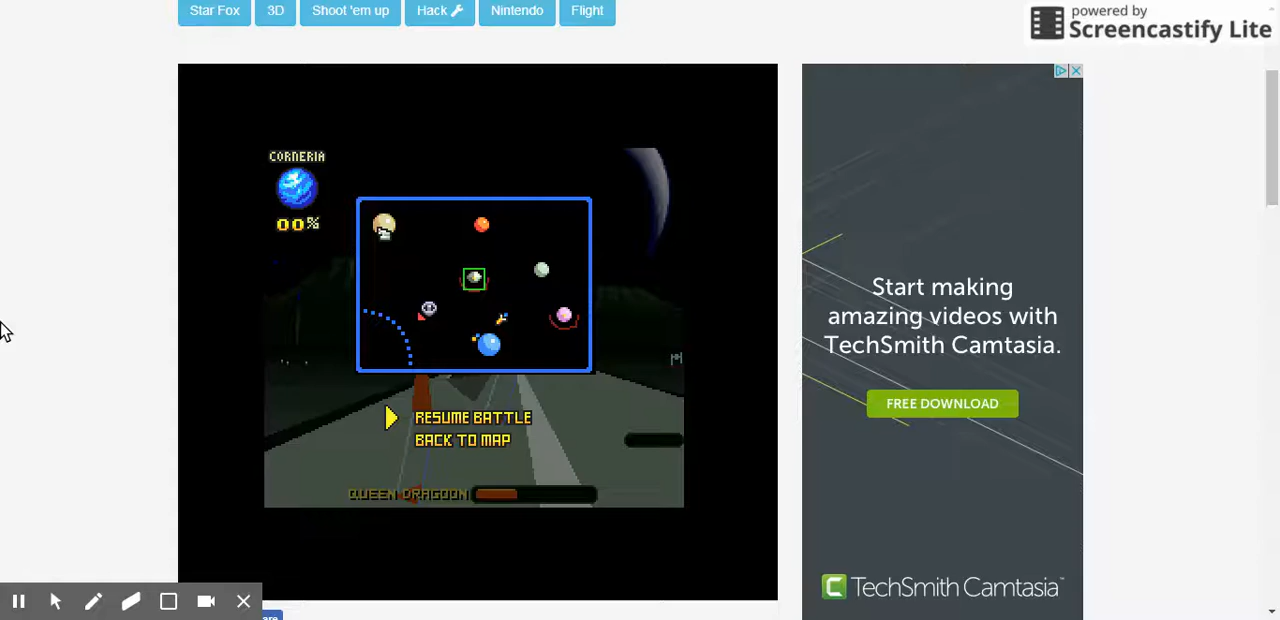 Star Fox
3D
Shoot 'em up
Hack
Nintendo
Flight
powered by
Screencastify Lite
CORNERIA
00%
RESUME BATTLE
BACK TO MAP
QUEEN DRAGOON
Start making
amazing videos with
TechSmith Camtasia.
FREE DOWNLOAD
TechSmith Camtasia™